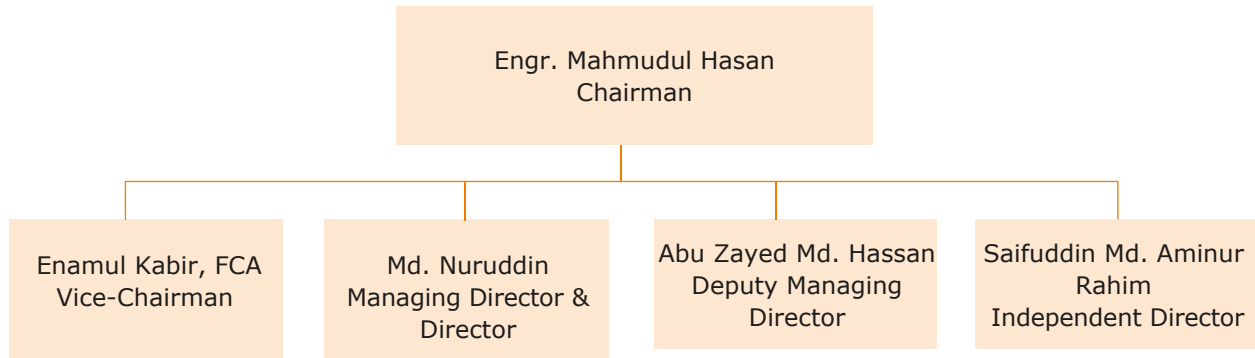 Engr. Mahmudul Hasan
Chairman
Enamul Kabir, FCA
Vice-Chairman
Md. Nuruddin
Managing Director &
Director
Abu Zayed Md. Hassan
Deputy Managing
Director
Saifuddin Md. Aminur
Rahim
Independent Director